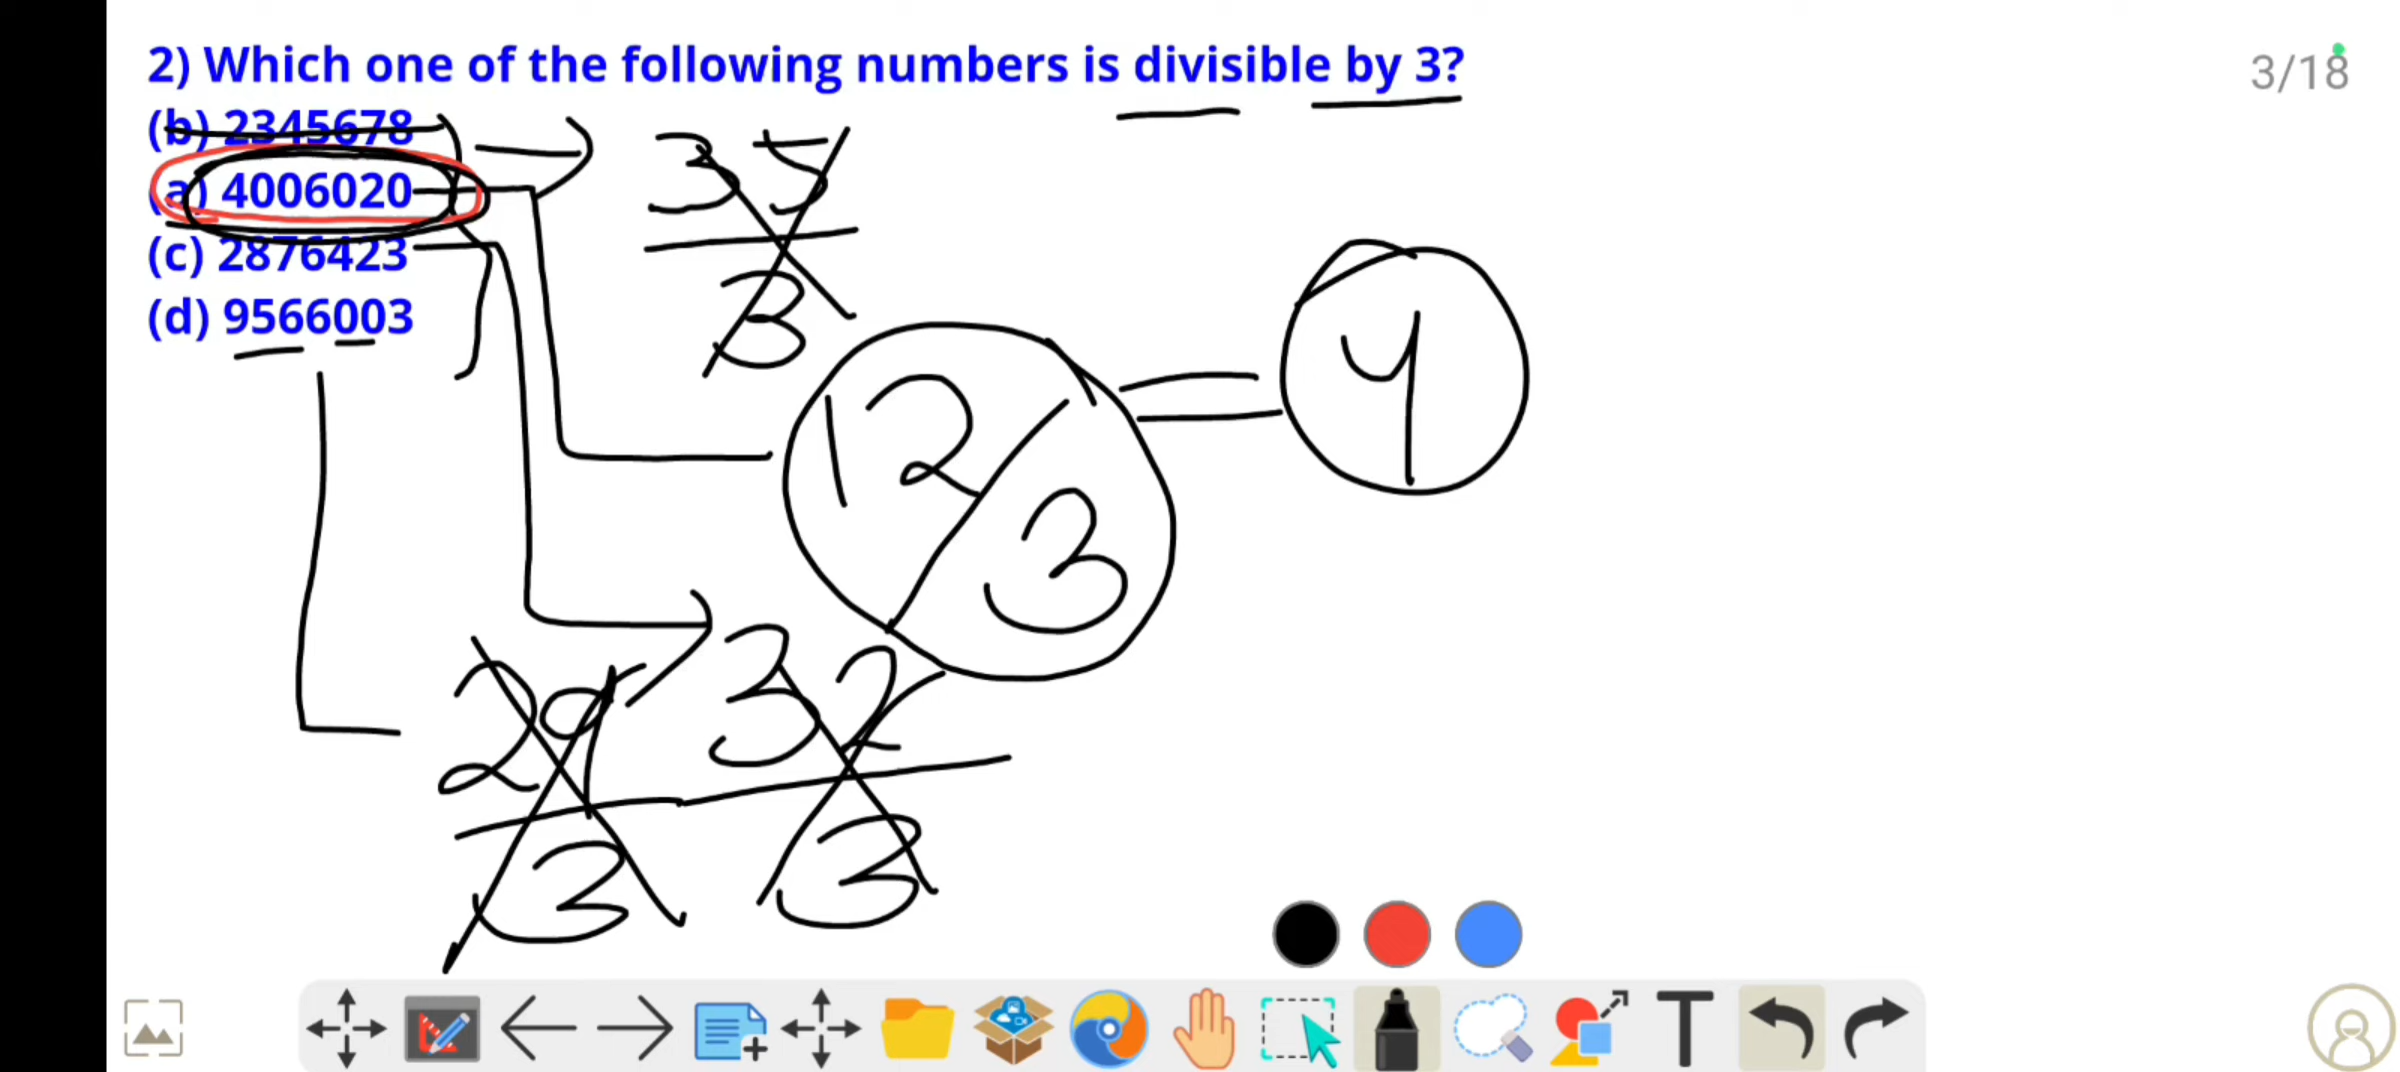 2) Which one of the following numbers is divisible by 3?
3/18
(b) 2345678
(a) 4006020
(c) 2876423
(d) 9566003
35
3
12/3 = 4
29 32
3 3
T